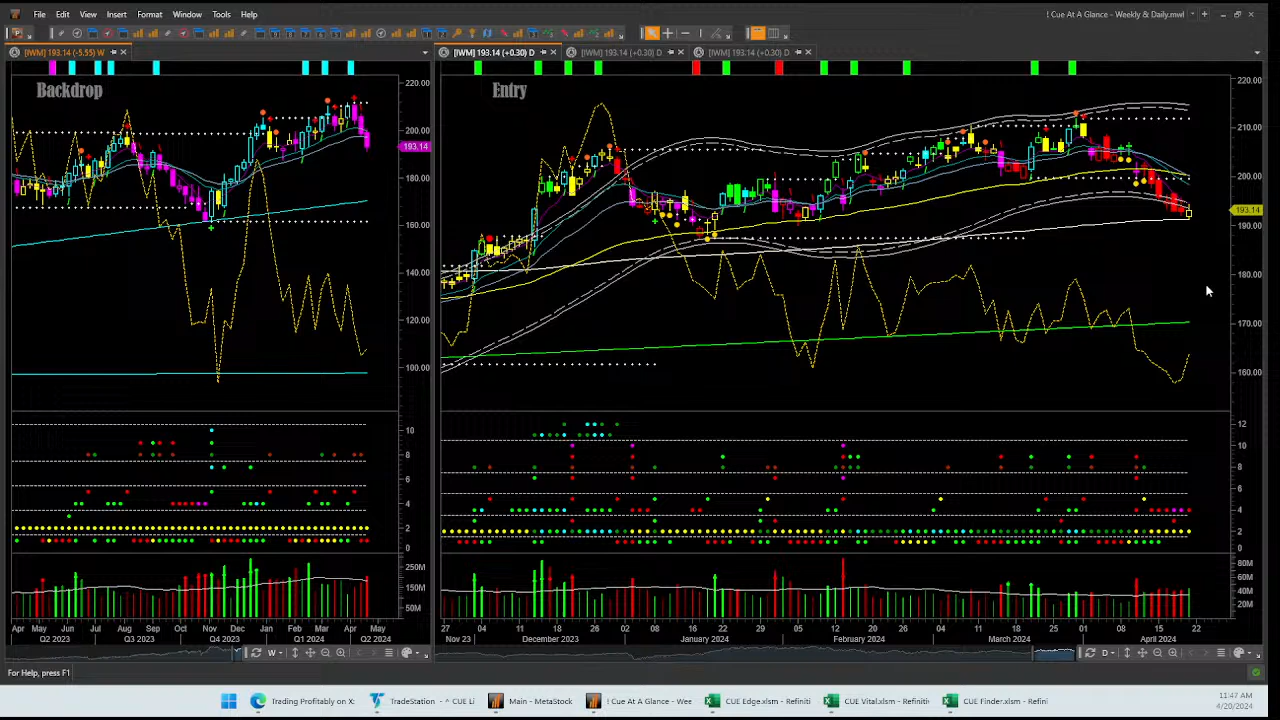 File Edit View Insert Format Window Tools Help
! Cue At A Glance - Weekly & Daily.mwl
[IWM] 193.14 (-5.55) W
[IWM] 193.14 (+0.30) D
[IWM] 193.14 (+0.30) D
[IWM] 193.14 (+0.30) D
Backdrop
220.00
200.00
193.14
180.00
160.00
140.00
120.00
100.00
10
8
6
4
2
0
250M
150M
50M
Apr May Jun Jul Aug Sep Oct Nov Dec Jan Feb Mar Apr May
Q2 2023 Q3 2023 Q4 2023 Q1 2024 Q2 2024
W
Entry
220.00
210.00
200.00
193.14
190.00
180.00
170.00
160.00
12
10
8
6
4
2
0
80M
60M
40M
20M
27 04 11 18 26 02 08 16 22 29 05 12 20 26 04 11 18 25 01 08 15 22
Nov 23 December 2023 January 2024 February 2024 March 2024 April 2024
D
For Help, press F1
Trading Profitably on X:
TradeStation - ^ CUE Li
Main - MetaStock
! Cue At A Glance - Wee
CUE Edge.xlsm - Refiniti
CUE Vital.xlsm - Refiniti
CUE Finder.xlsm - Refini
11:47 AM
4/20/2024